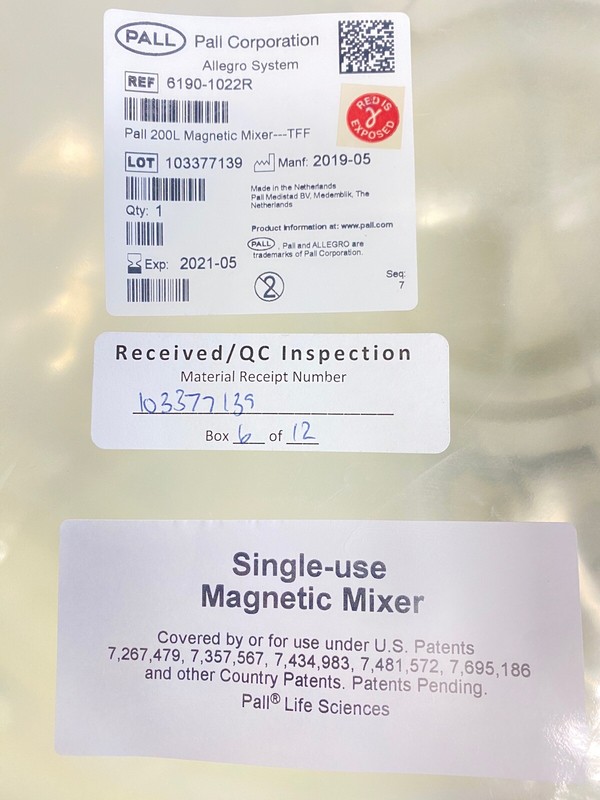 PALL Pall Corporation
Allegro System
REF 6190-1022R
RED IS
γ
EXPOSED
Pall 200L Magnetic Mixer---TFF
LOT 103377139 Manf: 2019-05
Made in the Netherlands
Pall Medistad BV, Medemblik, The
Netherlands
Qty: 1
Product Information at: www.pall.com
PALL , Pall and ALLEGRO are
trademarks of Pall Corporation.
Exp: 2021-05
2
Seq:
7
Received/QC Inspection
Material Receipt Number
103377139
Box 6 of 12
Single-use
Magnetic Mixer
Covered by or for use under U.S. Patents
7,267,479, 7,357,567, 7,434,983, 7,481,572, 7,695,186
and other Country Patents. Patents Pending.
Pall® Life Sciences